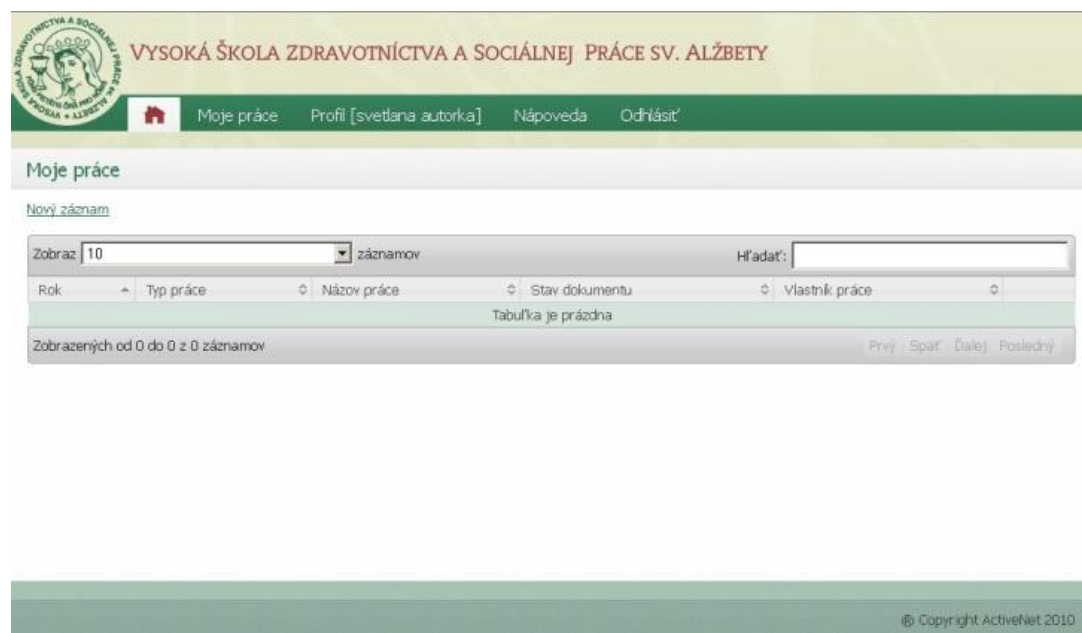 VYSOKÁ ŠKOLA ZDRAVOTNÍCTVA A SOCIÁLNEJ PRÁCE SV. ALŽBETY
Moje práce Profil [svetlana autorka] Nápoveda Odhlásiť
Moje práce
Nový záznam
Zobraz 10 záznamov Hľadať:
Rok Typ práce Názov práce Stav dokumentu Vlastník práce
Tabuľka je prázdna
Zobrazených od 0 do 0 z 0 záznamov Prvý Späť Ďalej Posledný
® Copyright ActiveNet 2010